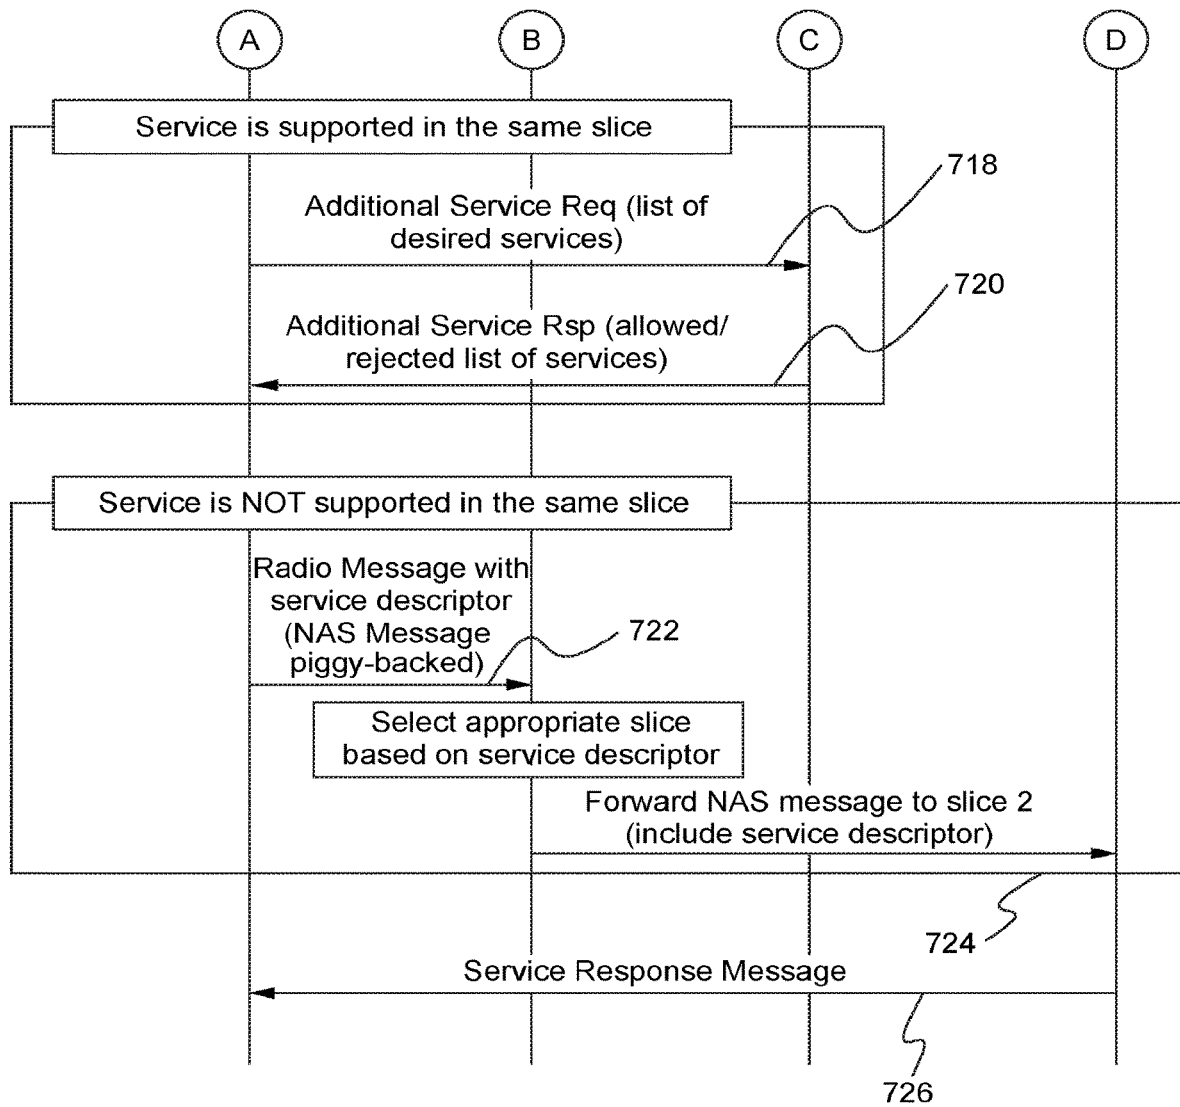 A B C D
Service is supported in the same slice
718
Additional Service Req (list of
desired services)
720
Additional Service Rsp (allowed/
rejected list of services)
Service is NOT supported in the same slice
Radio Message with
service descriptor
(NAS Message
piggy-backed)
722
Select appropriate slice
based on service descriptor
Forward NAS message to slice 2
(include service descriptor)
724
Service Response Message
726